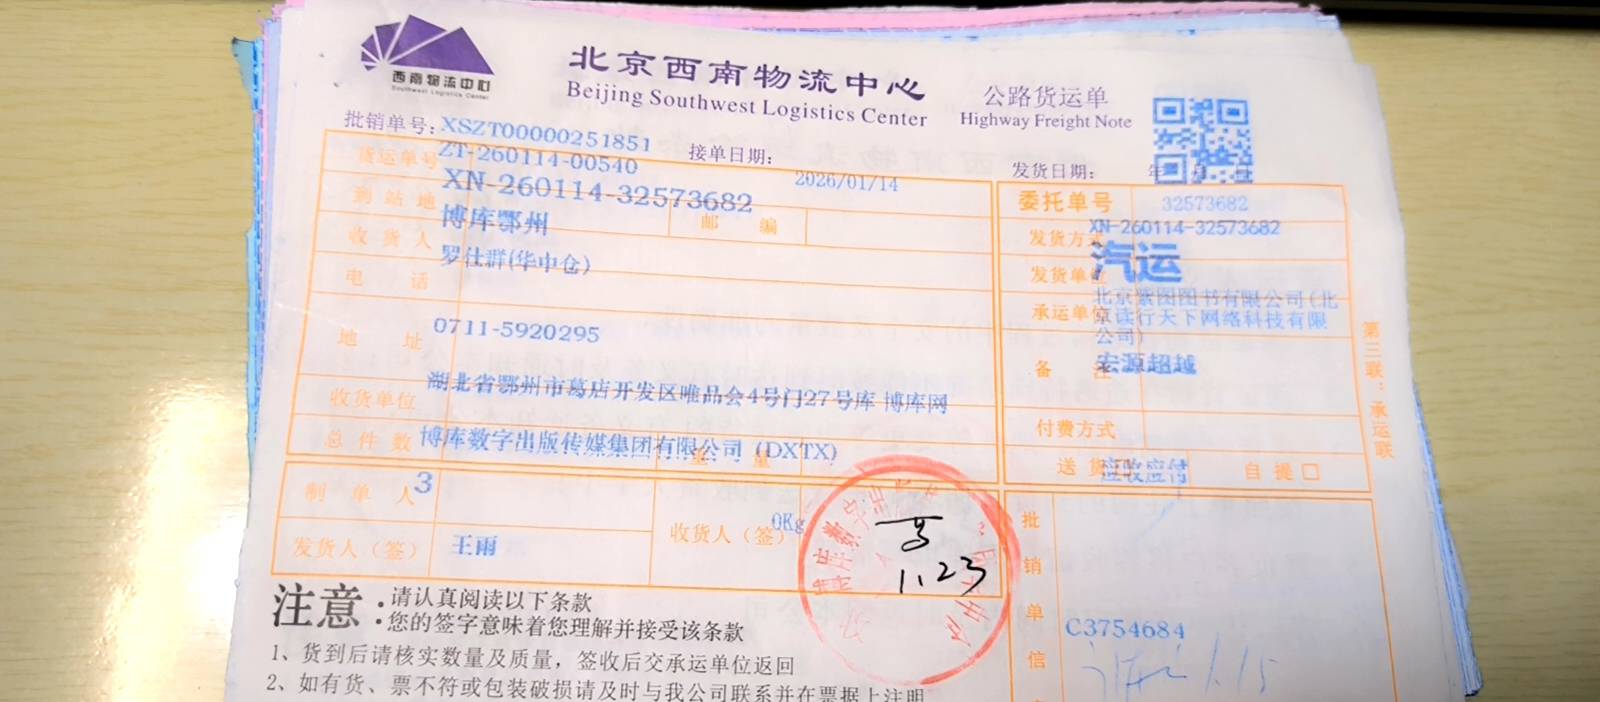 西南物流中心
Southwest Logistics Center
北京西南物流中心
Beijing Southwest Logistics Center
公路货运单
Highway Freight Note
批销单号:XSZT00000251851
接单日期:
2026/01/14
发货日期:
年 月 日
货运单号 ZT-260114-00540
XN-260114-32573682
到站地 博库鄂州
邮编
收货人 罗仕群(华中仓)
电话
0711-5920295
地址
湖北省鄂州市葛店开发区唯品会4号门27号库 博库网
收货单位
博库数字出版传媒集团有限公司 (DXTX)
总件数
重量
3
0Kg
制单人
发货人(签) 王雨
收货人(签)
1.23
委托单号 32573682
XN-260114-32573682
发货方式
汽运
发货单位
北京紫图图书有限公司(北京读行天下网络科技有限公司)
承运单位
宏源超越
备注
付费方式
应收应付
送货
自提□
批销单信
C3754684
1.15
第三联:承运联
注意:
请认真阅读以下条款
您的签字意味着您理解并接受该条款
1、货到后请核实数量及质量,签收后交承运单位返回
2、如有货、票不符或包装破损请及时与我公司联系并在票据上注明